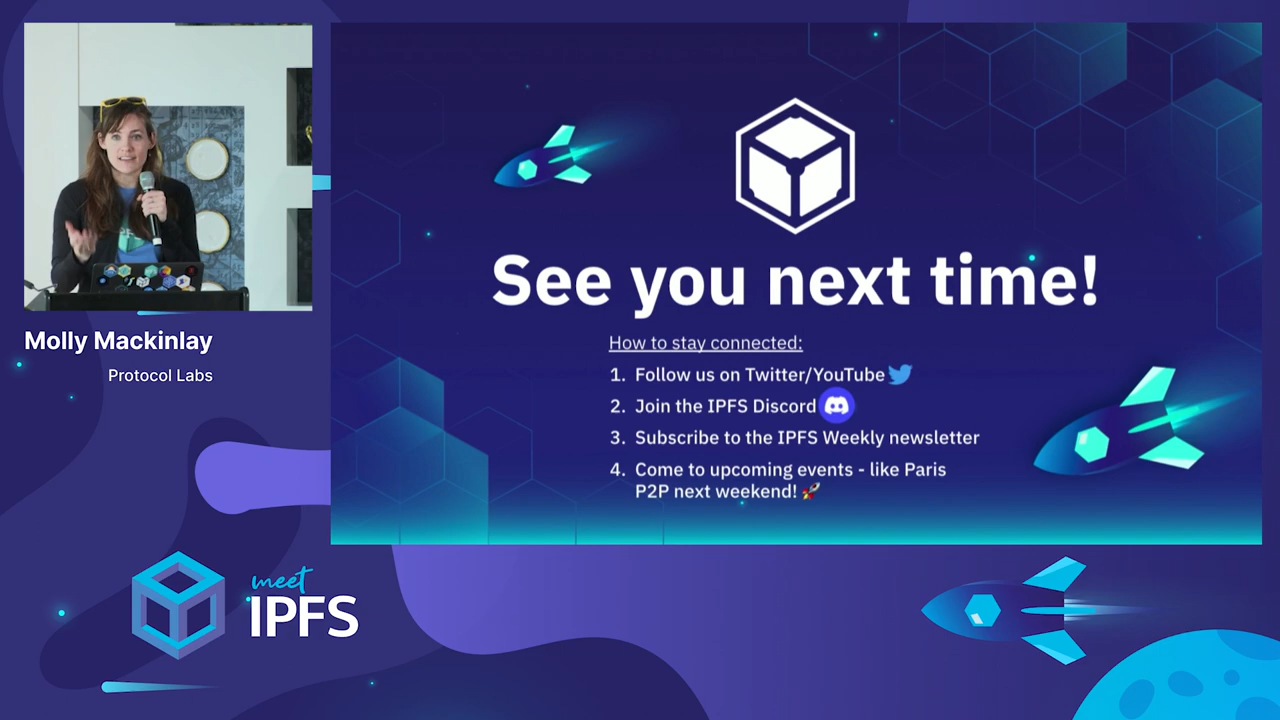 Molly Mackinlay
Protocol Labs
See you next time!
How to stay connected:
1. Follow us on Twitter/YouTube
2. Join the IPFS Discord
3. Subscribe to the IPFS Weekly newsletter
4. Come to upcoming events - like Paris
P2P next weekend! 🚀
meet
IPFS